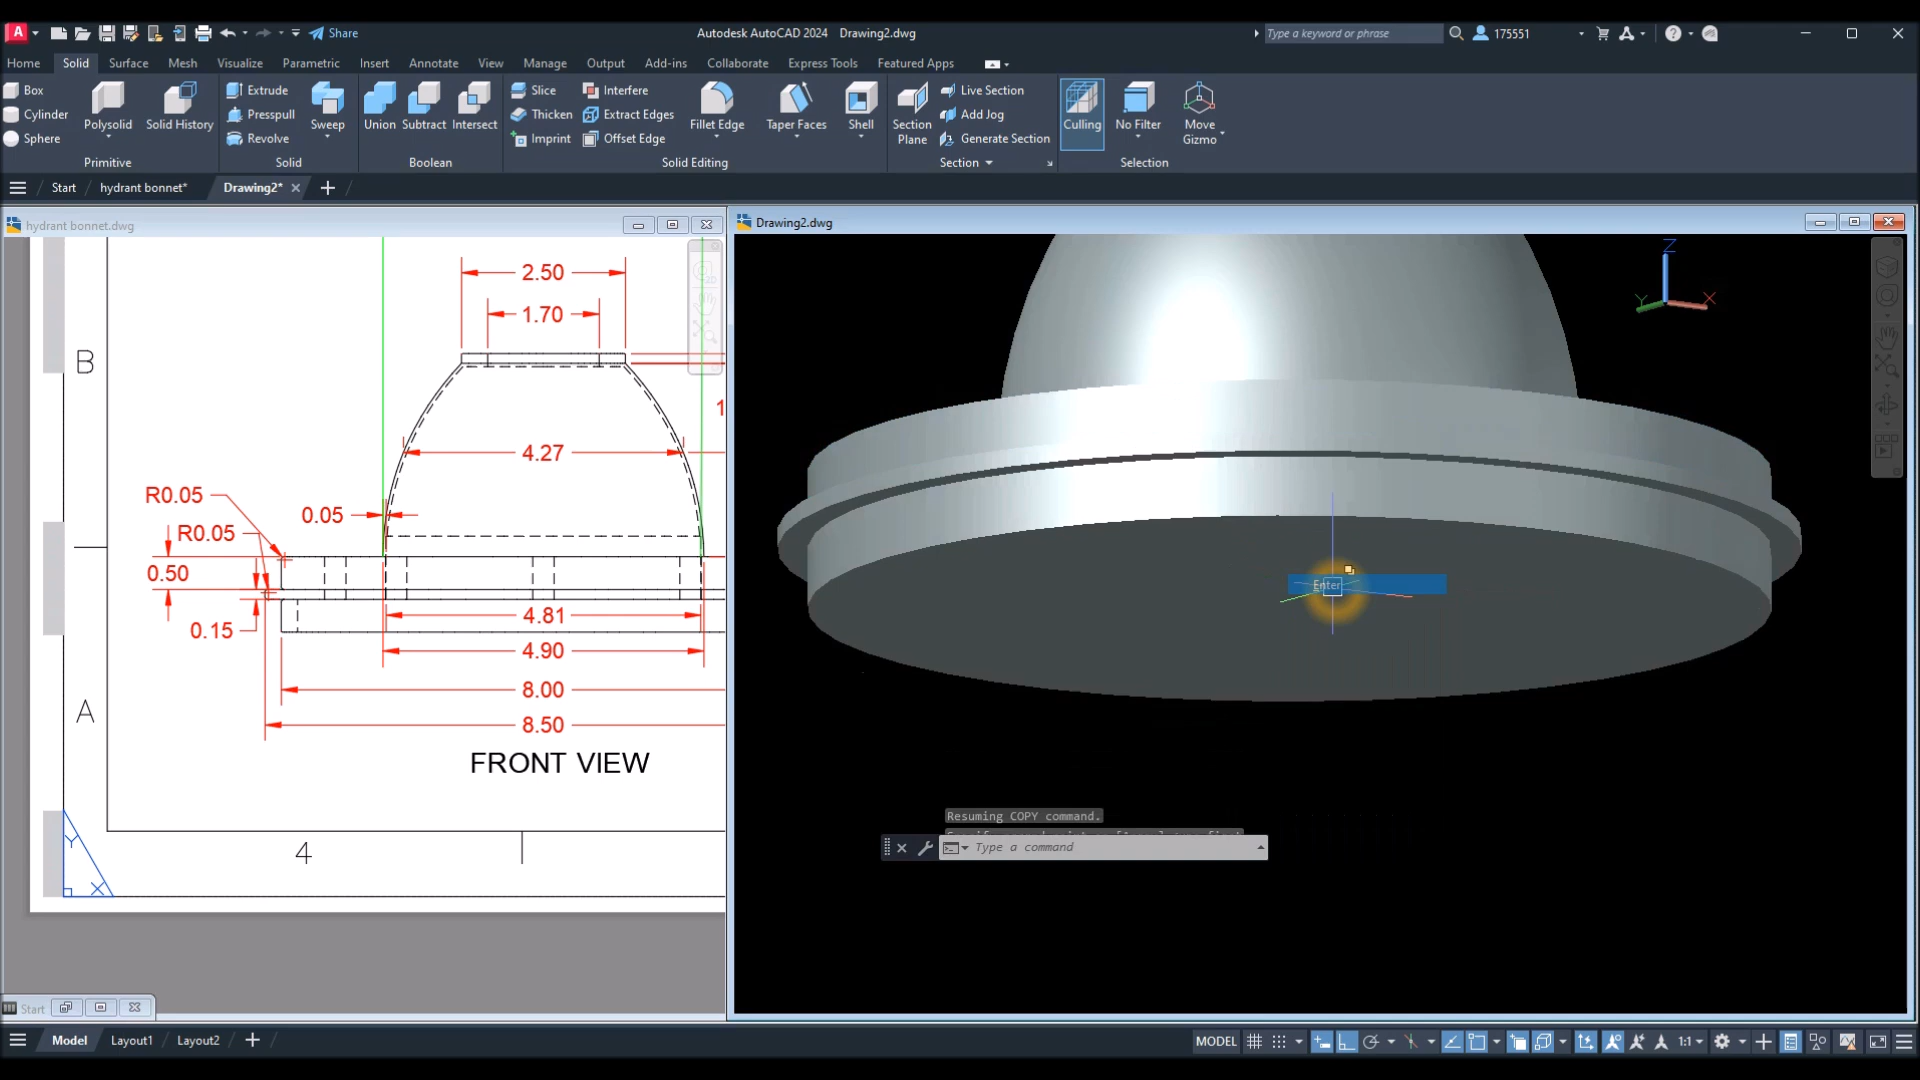 A
Share
Autodesk AutoCAD 2024 Drawing2.dwg
Type a keyword or phrase
175551
Home Solid Surface Mesh Visualize Parametric Insert Annotate View Manage Output Add-ins Collaborate Express Tools Featured Apps
Box
Cylinder
Sphere
Polysolid
Solid History
Primitive
Extrude
Presspull
Revolve
Sweep
Solid
Union
Subtract
Intersect
Boolean
Slice
Thicken
Imprint
Interfere
Extract Edges
Offset Edge
Fillet Edge
Taper Faces
Shell
Solid Editing
Section Plane
Live Section
Add Jog
Generate Section
Section
Culling
No Filter
Move Gizmo
Selection
Start
hydrant bonnet*
Drawing2*
hydrant bonnet.dwg
Drawing2.dwg
B
A
2.50
1.70
1
4.27
R0.05
R0.05
0.05
0.50
0.15
4.81
4.90
8.00
8.50
FRONT VIEW
4
Y
X
Z
Y
X
Enter
Resuming COPY command.
Type a command
Start
Model
Layout1
Layout2
MODEL
1:1